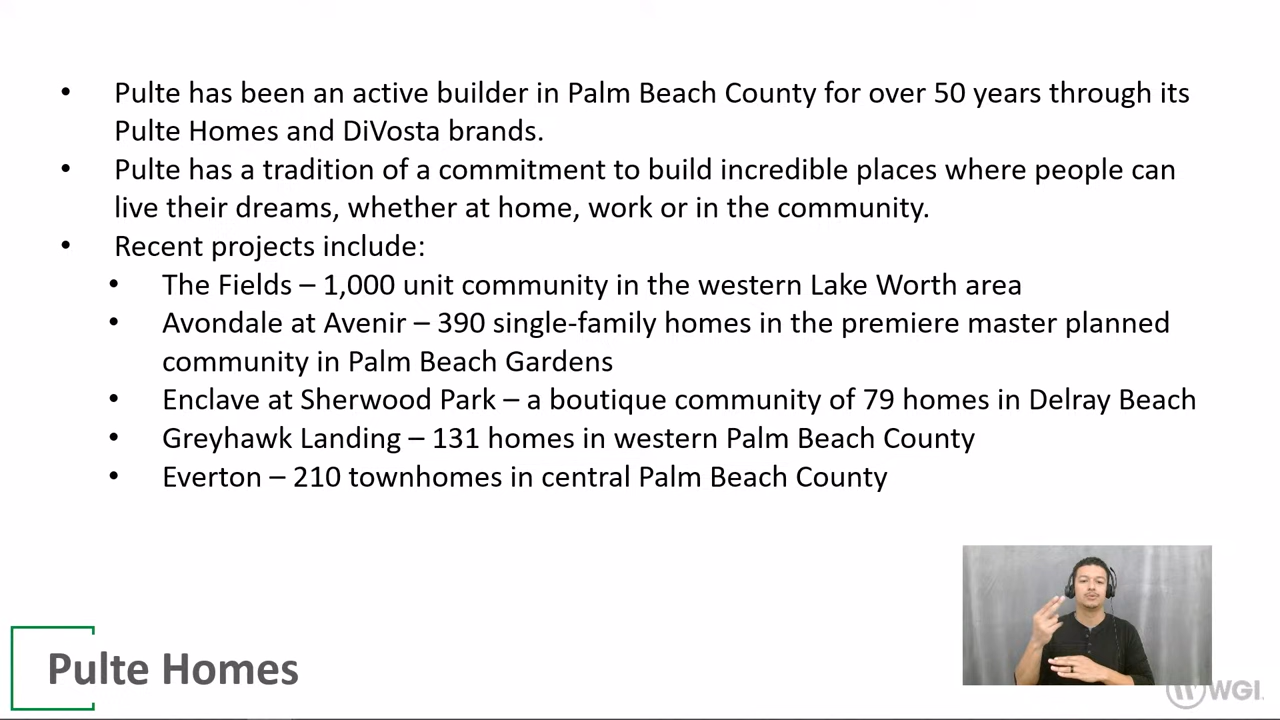 • Pulte has been an active builder in Palm Beach County for over 50 years through its
Pulte Homes and DiVosta brands.
• Pulte has a tradition of a commitment to build incredible places where people can
live their dreams, whether at home, work or in the community.
• Recent projects include:
• The Fields – 1,000 unit community in the western Lake Worth area
• Avondale at Avenir – 390 single-family homes in the premiere master planned
community in Palm Beach Gardens
• Enclave at Sherwood Park – a boutique community of 79 homes in Delray Beach
• Greyhawk Landing – 131 homes in western Palm Beach County
• Everton – 210 townhomes in central Palm Beach County
Pulte Homes
WGI